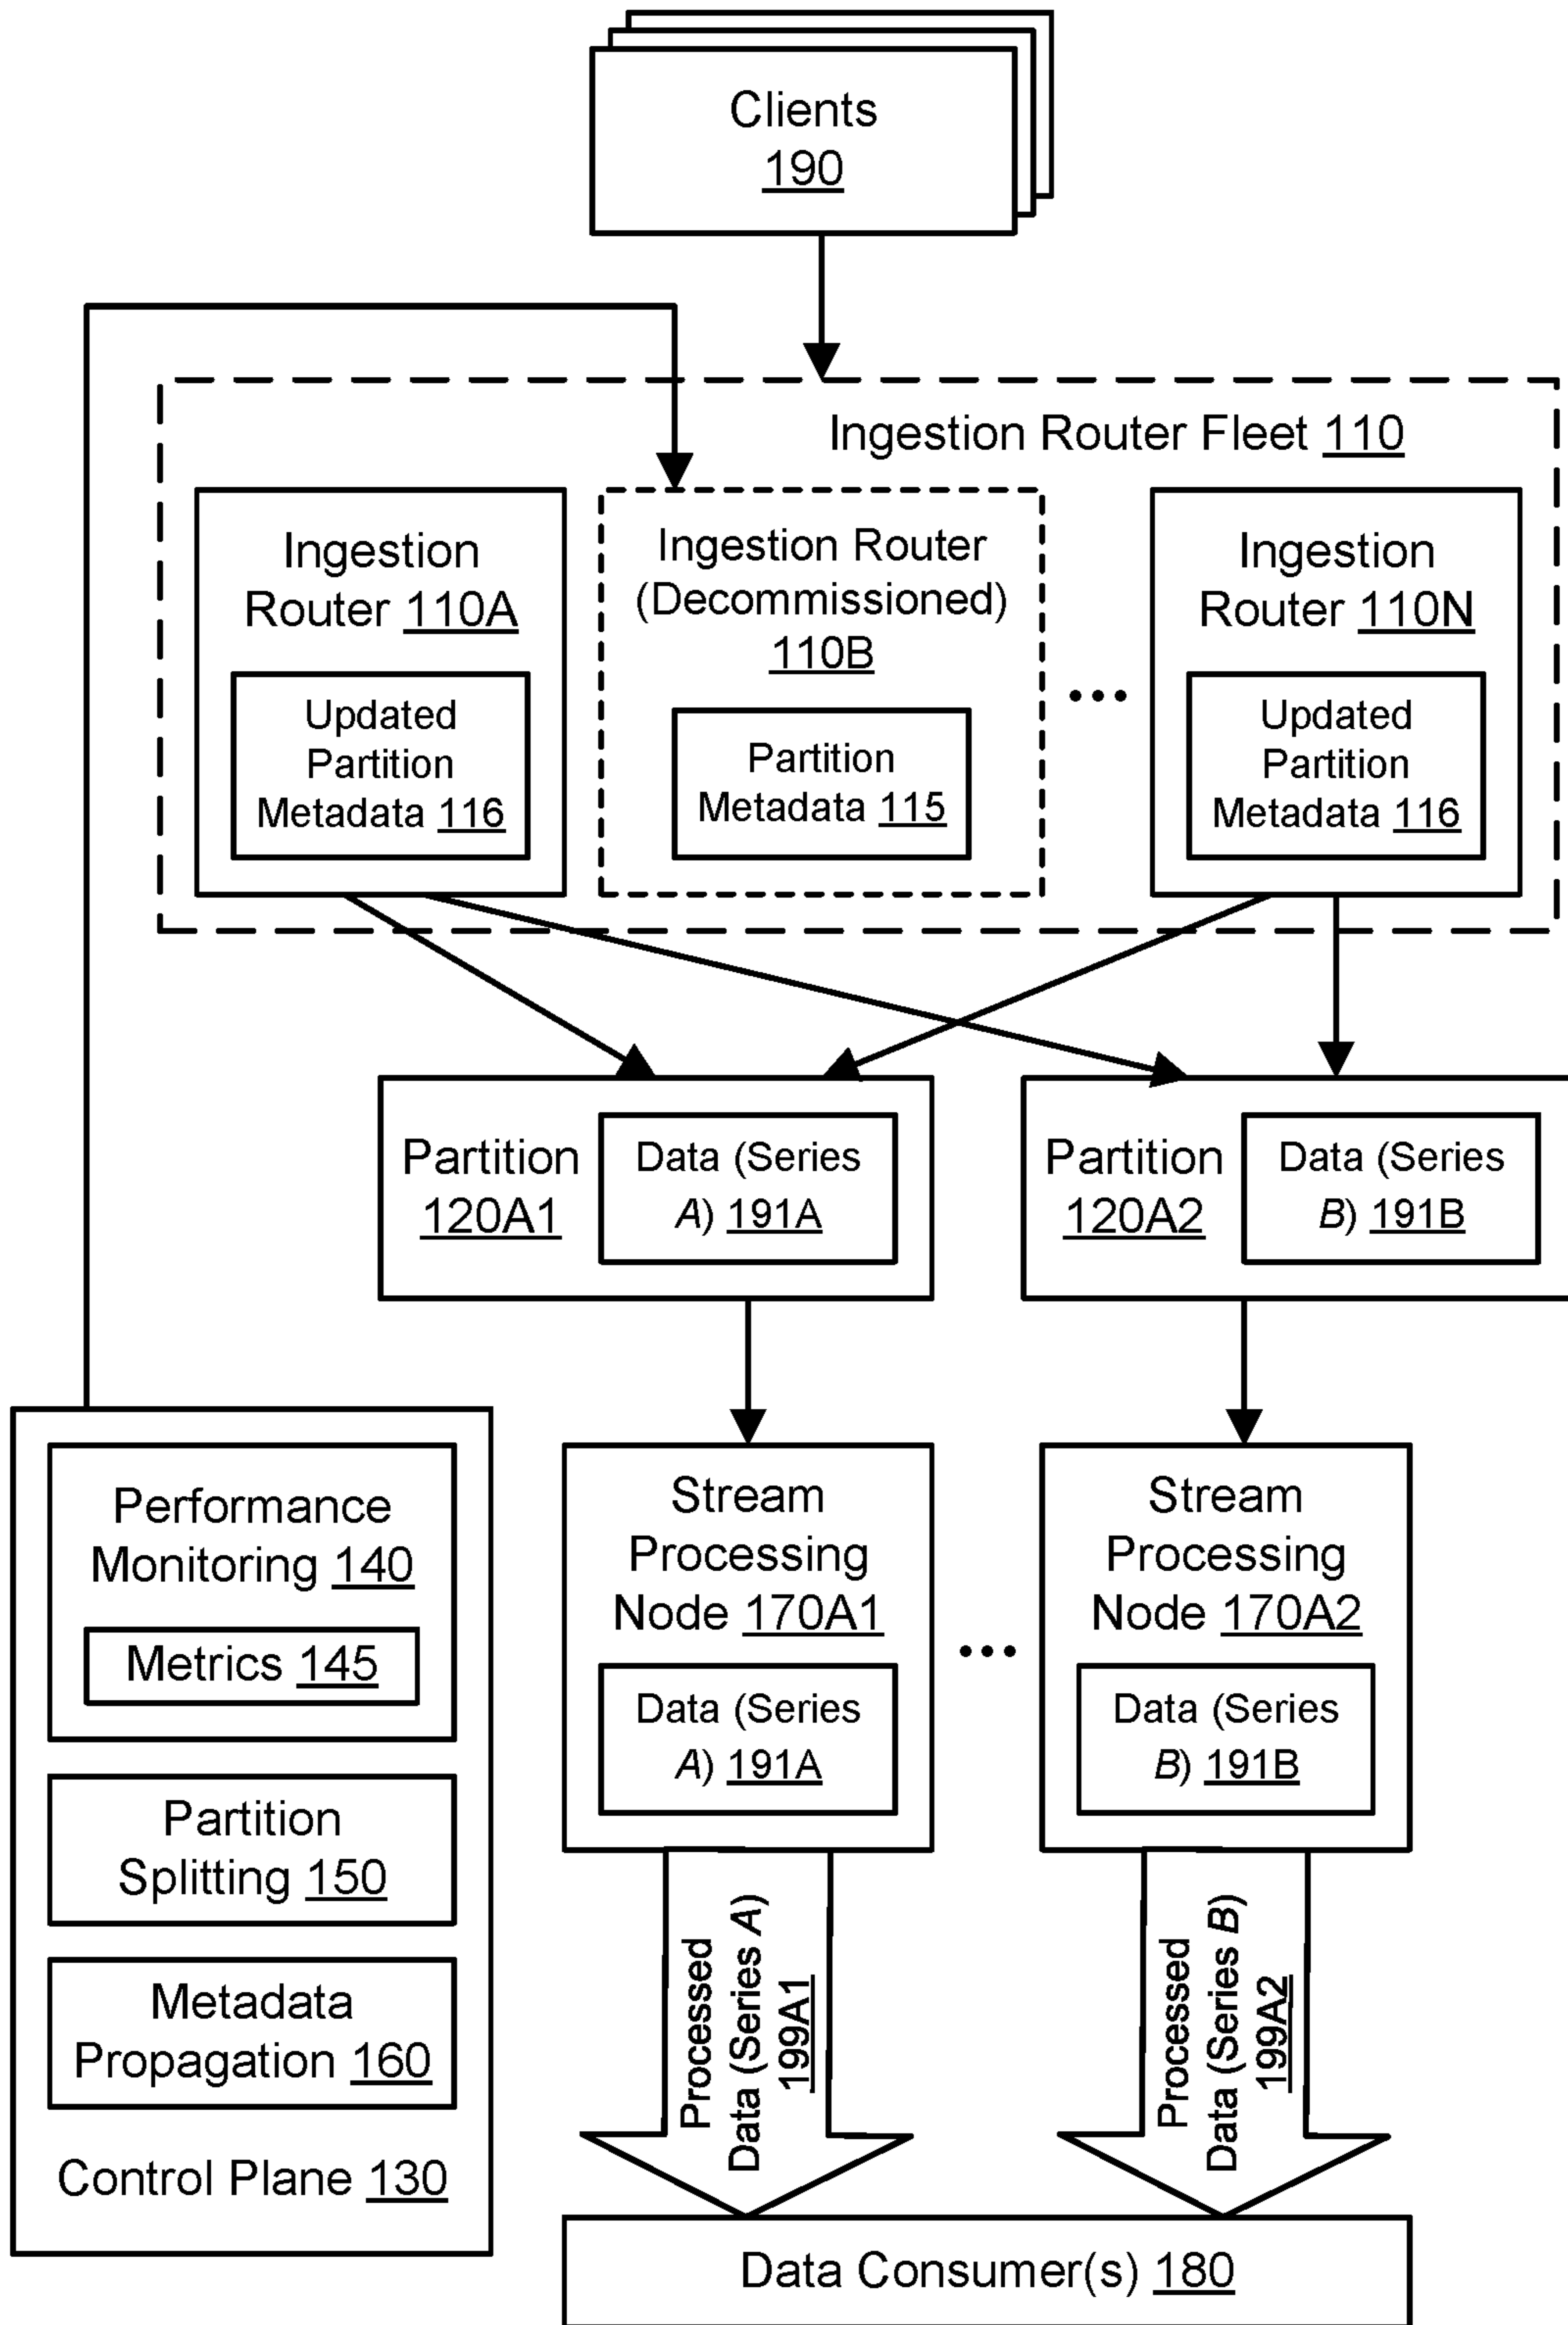 Clients
190
Ingestion Router Fleet 110
Ingestion
Router 110A
Updated
Partition
Metadata 116
Ingestion Router
(Decommissioned)
110B
Partition
Metadata 115
...
Ingestion
Router 110N
Updated
Partition
Metadata 116
Partition
120A1
Data (Series
A) 191A
Partition
120A2
Data (Series
B) 191B
Performance
Monitoring 140
Metrics 145
Partition
Splitting 150
Metadata
Propagation 160
Control Plane 130
Stream
Processing
Node 170A1
Data (Series
A) 191A
...
Stream
Processing
Node 170A2
Data (Series
B) 191B
Processed
Data (Series A)
199A1
Processed
Data (Series B)
199A2
Data Consumer(s) 180